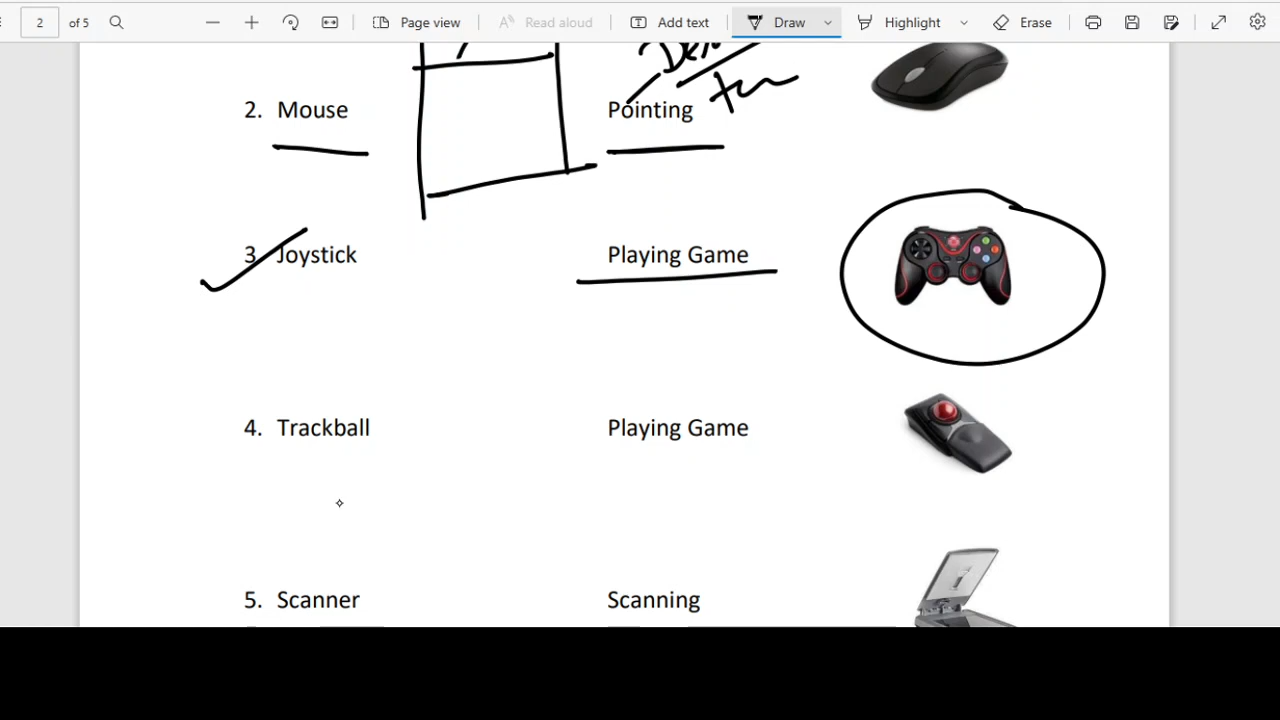 2 of 5 Page view Read aloud Add text Draw Highlight Erase
2. Mouse Pointing
3. Joystick Playing Game
4. Trackball Playing Game
5. Scanner Scanning